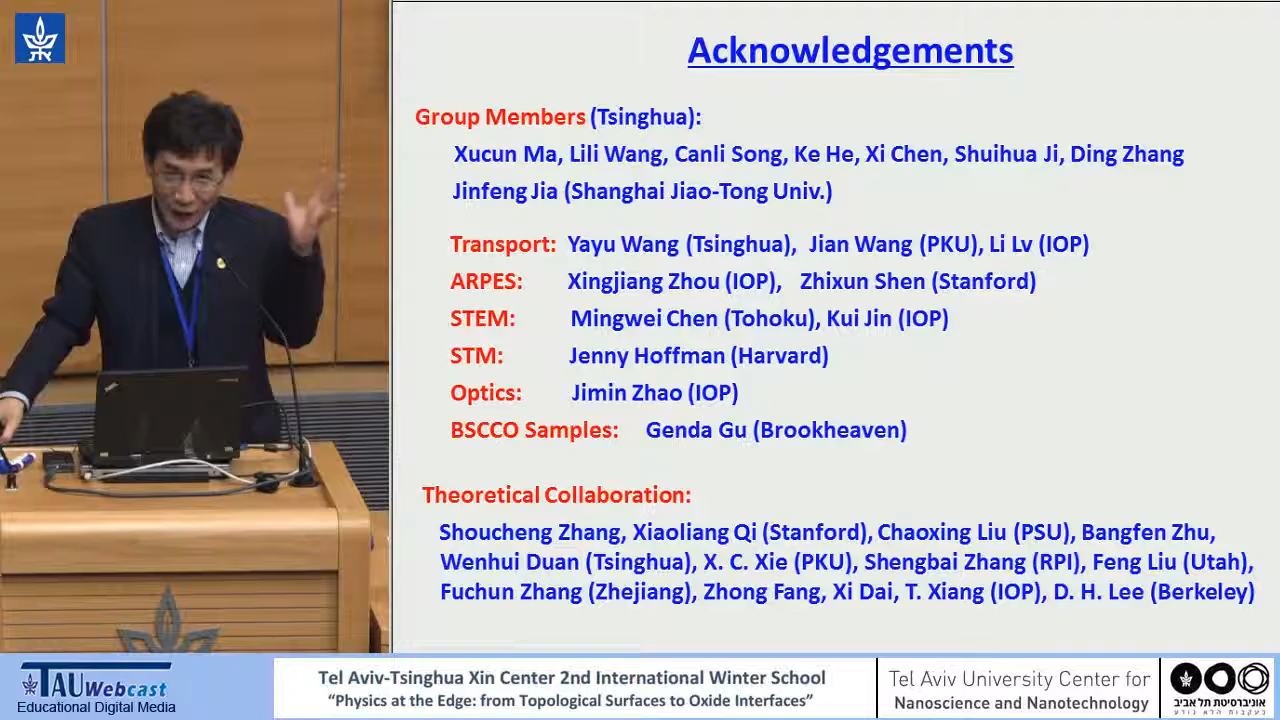 Acknowledgements
Group Members (Tsinghua):
Xucun Ma, Lili Wang, Canli Song, Ke He, Xi Chen, Shuihua Ji, Ding Zhang
Jinfeng Jia (Shanghai Jiao-Tong Univ.)
Transport: Yayu Wang (Tsinghua), Jian Wang (PKU), Li Lv (IOP)
ARPES: Xingjiang Zhou (IOP), Zhixun Shen (Stanford)
STEM: Mingwei Chen (Tohoku), Kui Jin (IOP)
STM: Jenny Hoffman (Harvard)
Optics: Jimin Zhao (IOP)
BSCCO Samples: Genda Gu (Brookheaven)
Theoretical Collaboration:
Shoucheng Zhang, Xiaoliang Qi (Stanford), Chaoxing Liu (PSU), Bangfen Zhu,
Wenhui Duan (Tsinghua), X. C. Xie (PKU), Shengbai Zhang (RPI), Feng Liu (Utah),
Fuchun Zhang (Zhejiang), Zhong Fang, Xi Dai, T. Xiang (IOP), D. H. Lee (Berkeley)
TAU Webcast
Educational Digital Media
Tel Aviv-Tsinghua Xin Center 2nd International Winter School
“Physics at the Edge: from Topological Surfaces to Oxide Interfaces”
Tel Aviv University Center for
Nanoscience and Nanotechnology
אוניברסיטת תל אביב